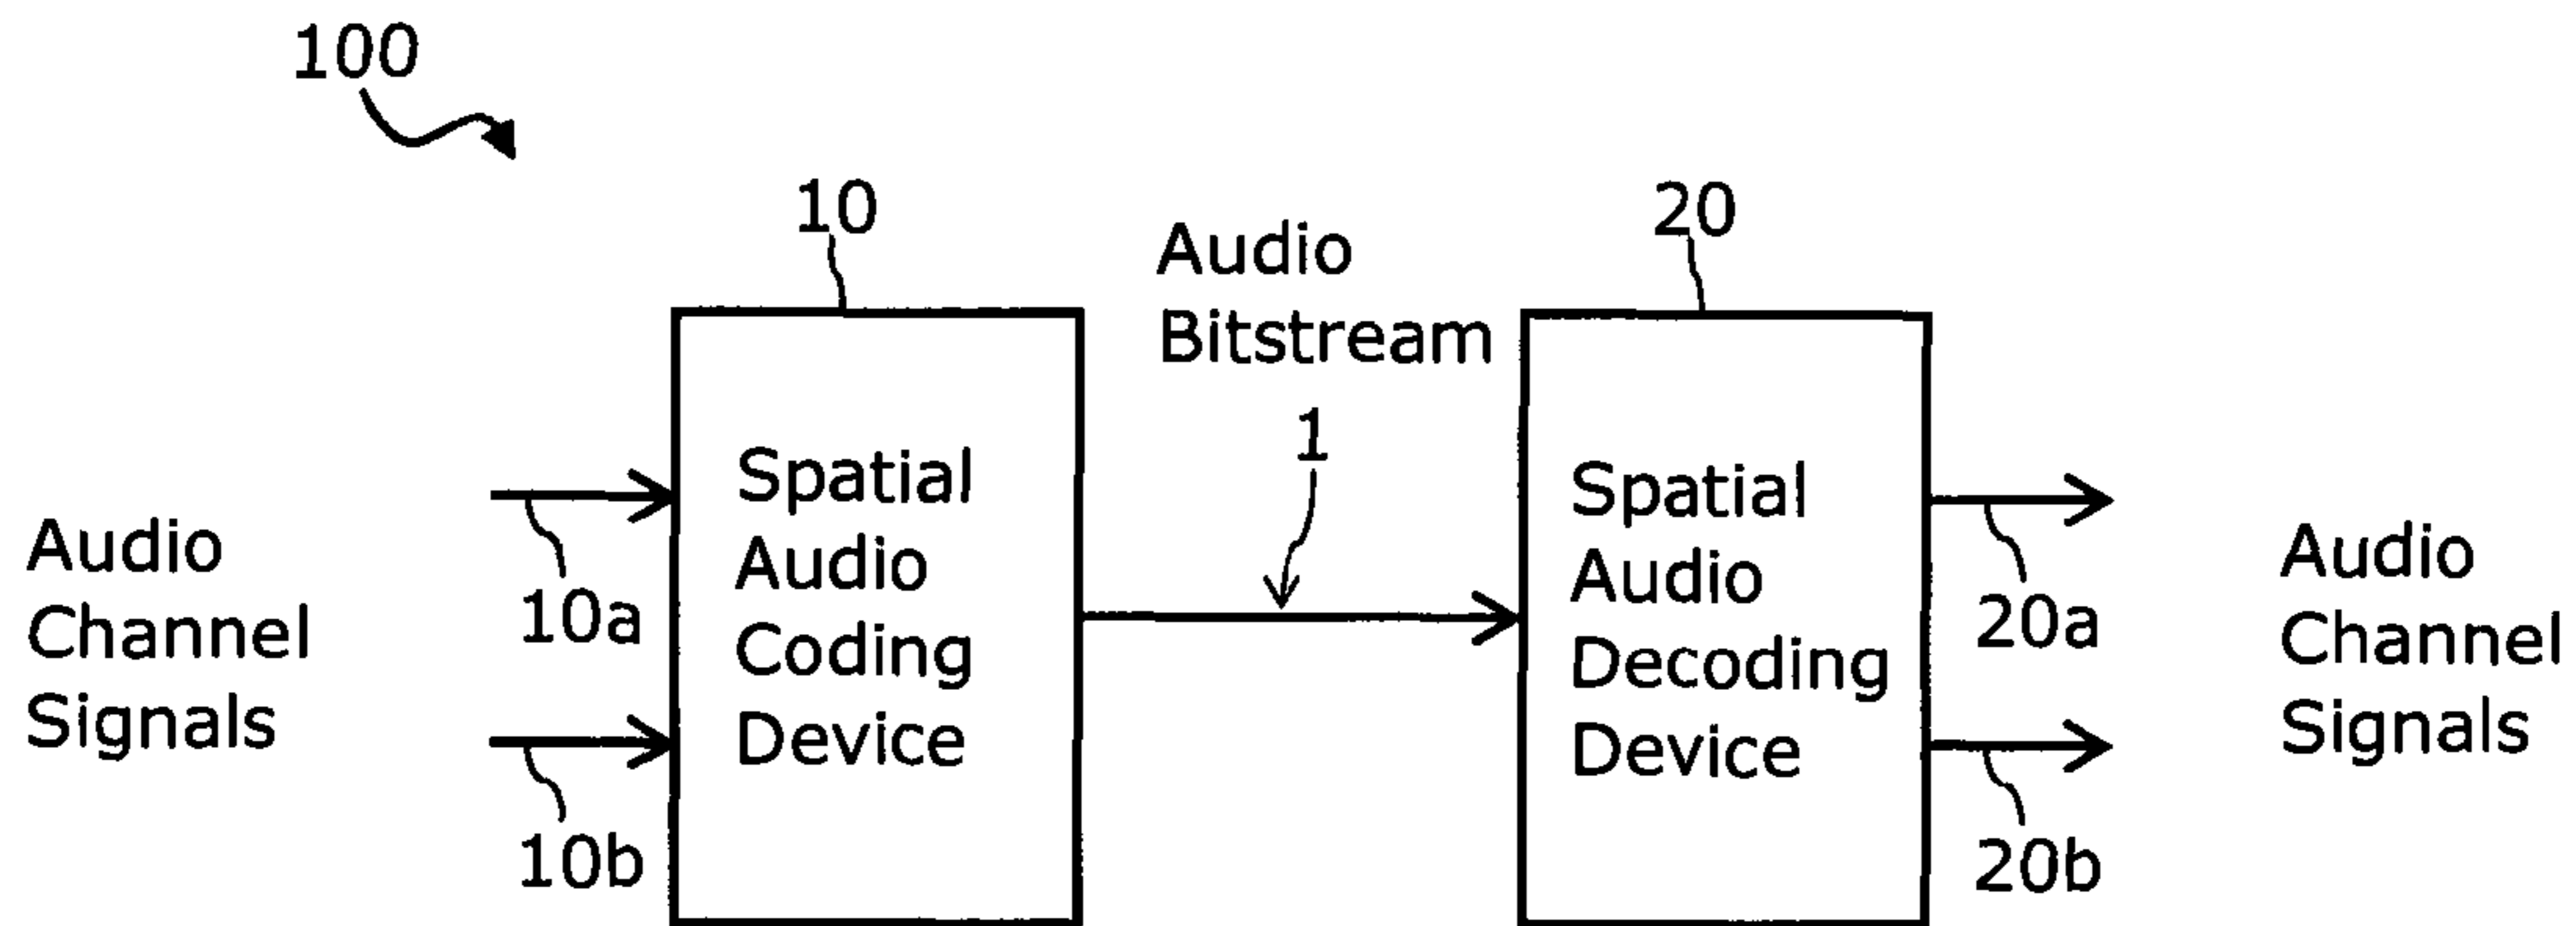 100
10
20
Audio
Bitstream
1
Audio
Channel
Signals
10a
10b
Spatial
Audio
Coding
Device
Spatial
Audio
Decoding
Device
20a
20b
Audio
Channel
Signals